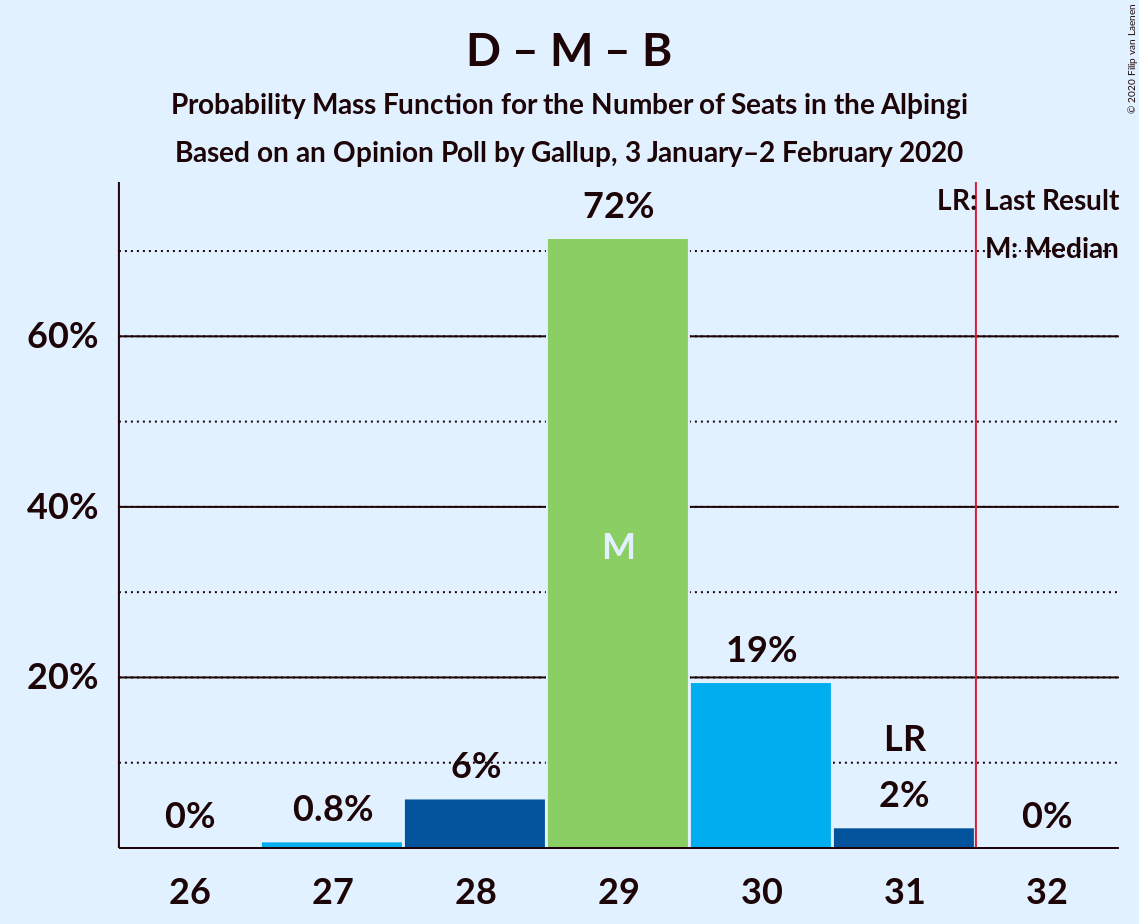 D – M – B
Probability Mass Function for the Number of Seats in the Alþingi
Based on an Opinion Poll by Gallup, 3 January–2 February 2020
© 2020 Filip van Laenen
LR: Last Result
M: Median
60%
40%
20%
0%
0.8%
6%
72%
M
19%
LR
2%
0%
26 27 28 29 30 31 32